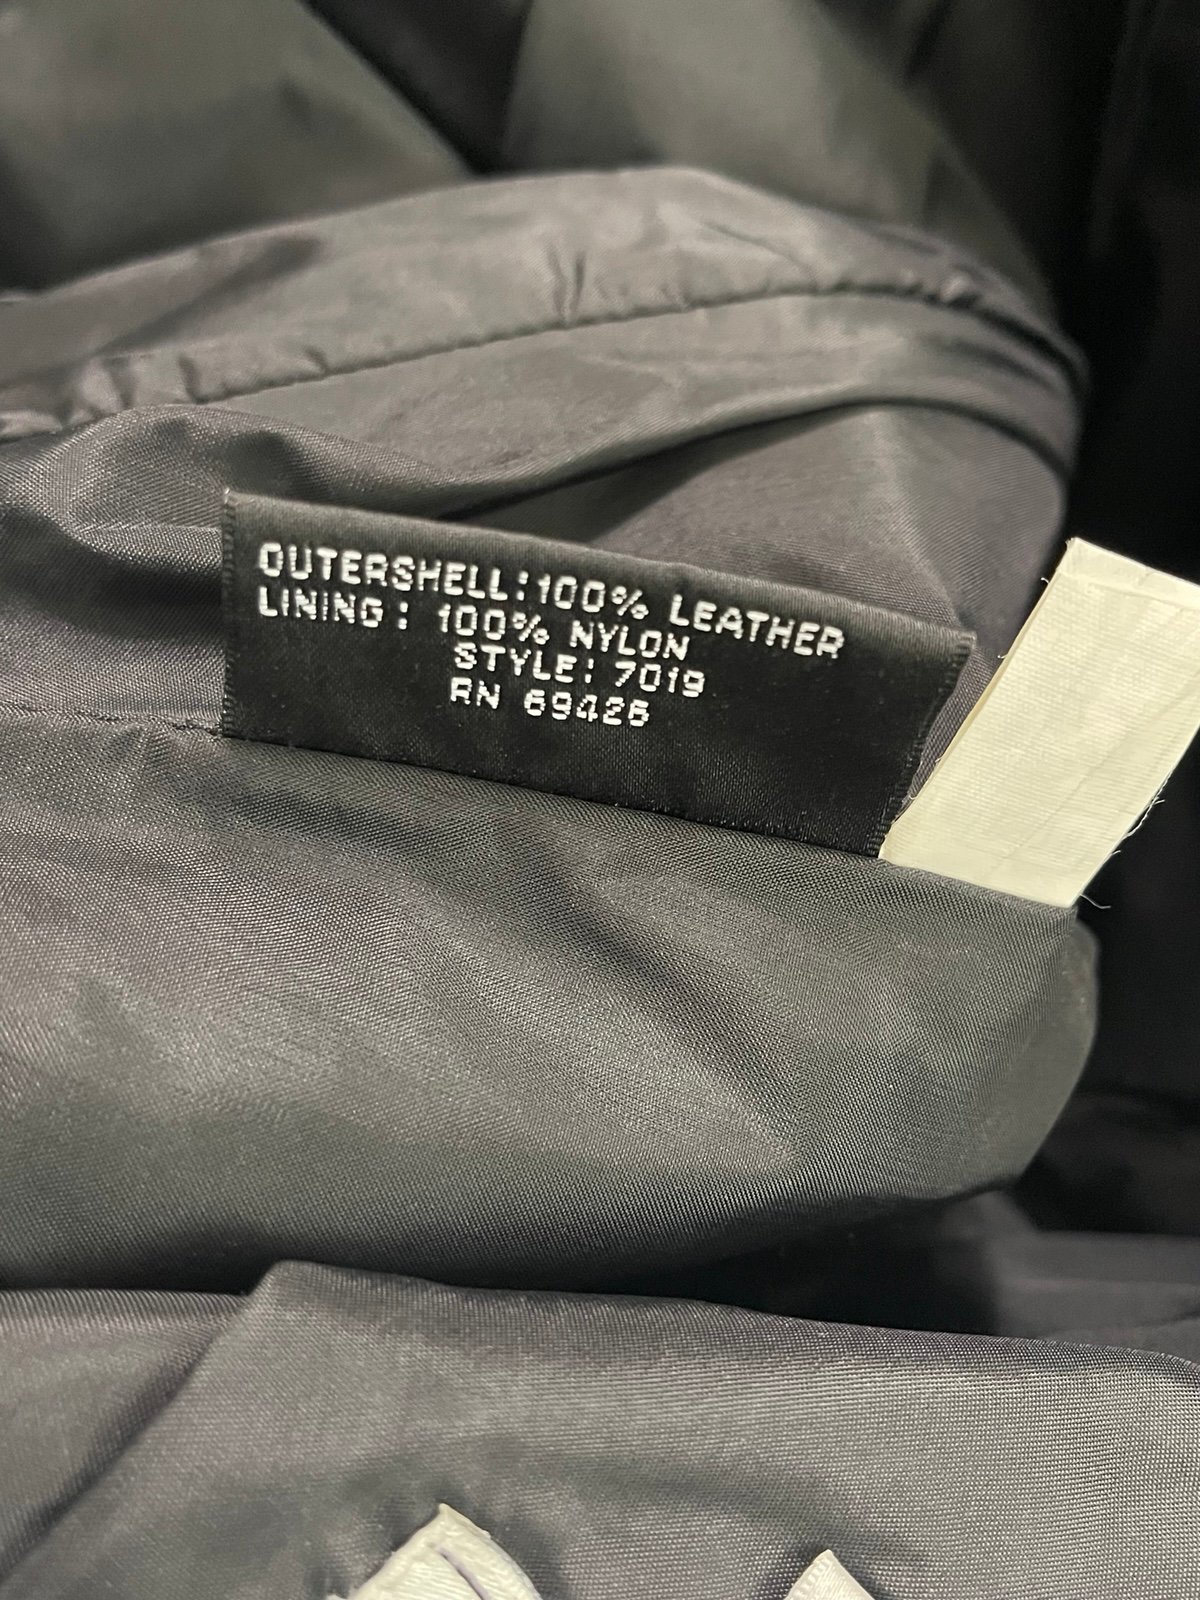 OUTERSHELL:100% LEATHER
LINING: 100% NYLON
STYLE: 7019
RN 69426